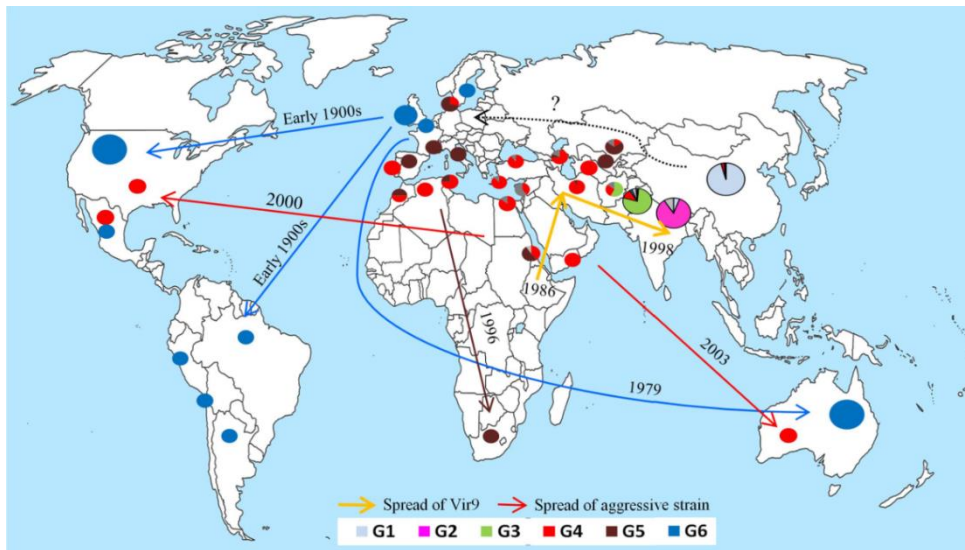 ?
Early 1900s
2000
Early 1900s
1998
1986
1996
2003
1979
Spread of Vir9 Spread of aggressive strain
G1 G2 G3 G4 G5 G6